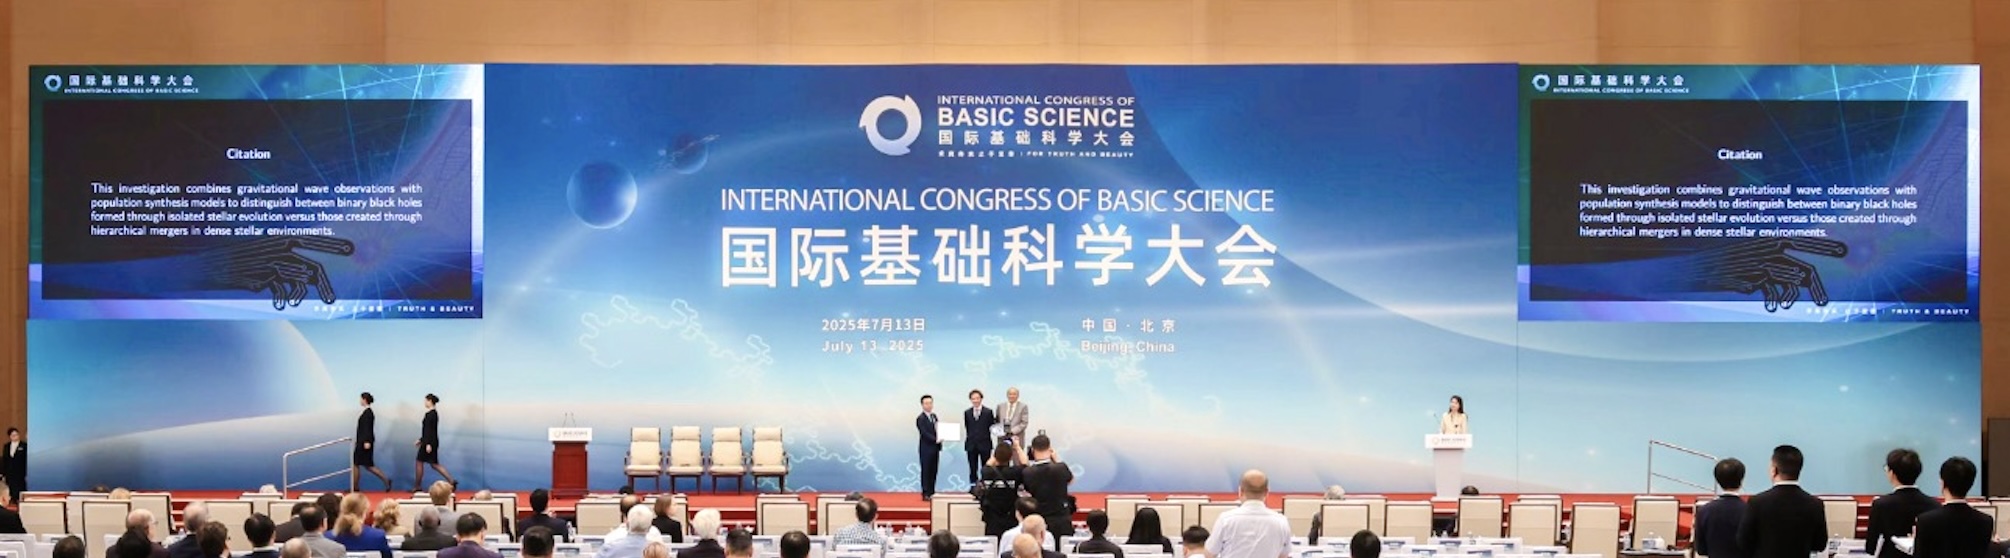 国际基础科学大会
INTERNATIONAL CONGRESS OF BASIC SCIENCE
Citation
This investigation combines gravitational wave observations with
population synthesis models to distinguish between binary black holes
formed through isolated stellar evolution versus those created through
hierarchical mergers in dense stellar environments.
TRUTH & BEAUTY
INTERNATIONAL CONGRESS OF
BASIC SCIENCE
国际基础科学大会
FOR TRUTH AND BEAUTY
INTERNATIONAL CONGRESS OF BASIC SCIENCE
国际基础科学大会
2025年7月13日
July 13, 2025
中国·北京
Beijing, China
国际基础科学大会
INTERNATIONAL CONGRESS OF BASIC SCIENCE
Citation
This investigation combines gravitational wave observations with
population synthesis models to distinguish between binary black holes
formed through isolated stellar evolution versus those created through
hierarchical mergers in dense stellar environments.
TRUTH & BEAUTY